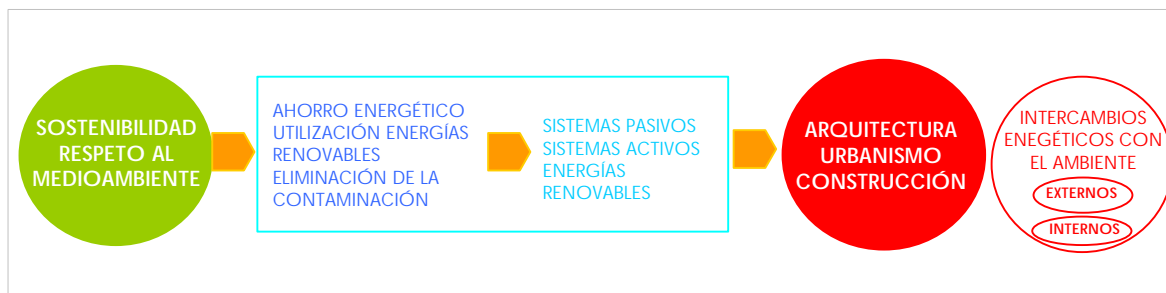 SOSTENIBILIDAD
RESPETO AL
MEDIOAMBIENTE
AHORRO ENERGÉTICO
UTILIZACIÓN ENERGÍAS
RENOVABLES
ELIMINACIÓN DE LA
CONTAMINACIÓN
SISTEMAS PASIVOS
SISTEMAS ACTIVOS
ENERGÍAS
RENOVABLES
ARQUITECTURA
URBANISMO
CONSTRUCCIÓN
INTERCAMBIOS
ENEGÉTICOS CON
EL AMBIENTE
EXTERNOS
INTERNOS